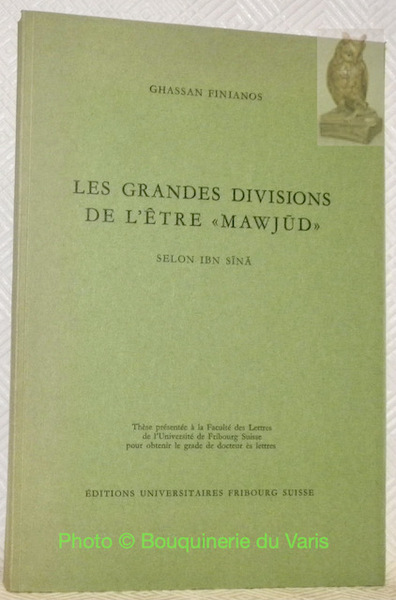 GHASSAN FINIANOS
LES GRANDES DIVISIONS
DE L'ÊTRE «MAWJŪD»
SELON IBN SĪNĀ
Thèse présentée à la Faculté des Lettres
de l'Université de Fribourg Suisse
pour obtenir le grade de docteur ès lettres
ÉDITIONS UNIVERSITAIRES FRIBOURG SUISSE
Photo © Bouquinerie du Varis